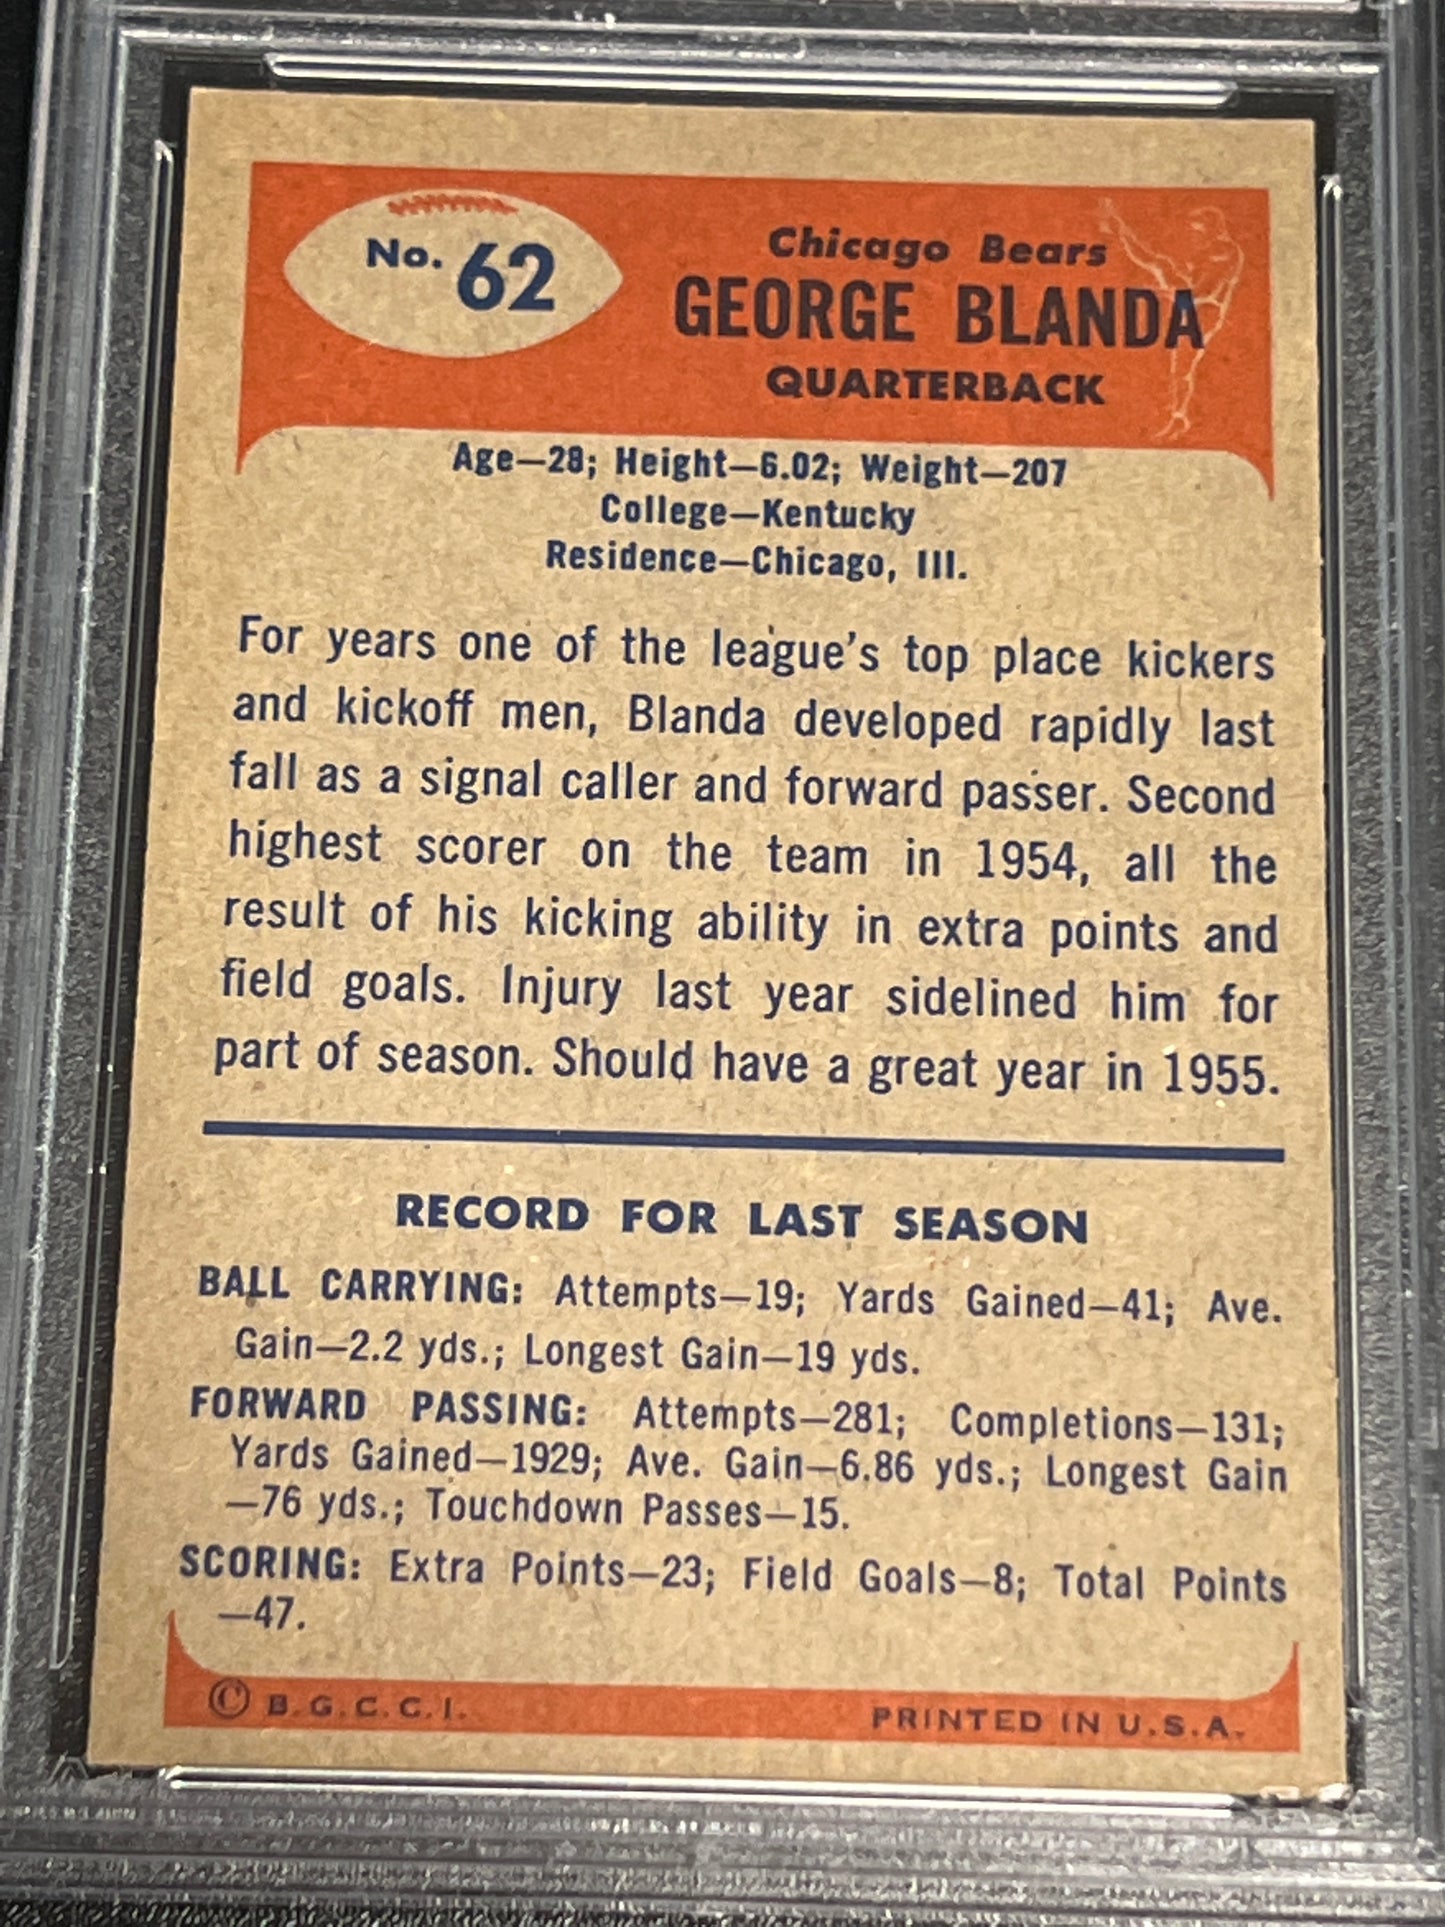 No. 62
Chicago Bears
GEORGE BLANDA
QUARTERBACK
Age—28; Height—6.02; Weight—207
College—Kentucky
Residence—Chicago, Ill.
For years one of the league's top place kickers
and kickoff men, Blanda developed rapidly last
fall as a signal caller and forward passer. Second
highest scorer on the team in 1954, all the
result of his kicking ability in extra points and
field goals. Injury last year sidelined him for
part of season. Should have a great year in 1955.
RECORD FOR LAST SEASON
BALL CARRYING: Attempts—19; Yards Gained—41; Ave.
Gain—2.2 yds.; Longest Gain—19 yds.
FORWARD PASSING: Attempts—281; Completions—131;
Yards Gained—1929; Ave. Gain—6.86 yds.; Longest Gain
—76 yds.; Touchdown Passes—15.
SCORING: Extra Points—23; Field Goals—8; Total Points
—47.
© B.G.C.C.I. PRINTED IN U.S.A.